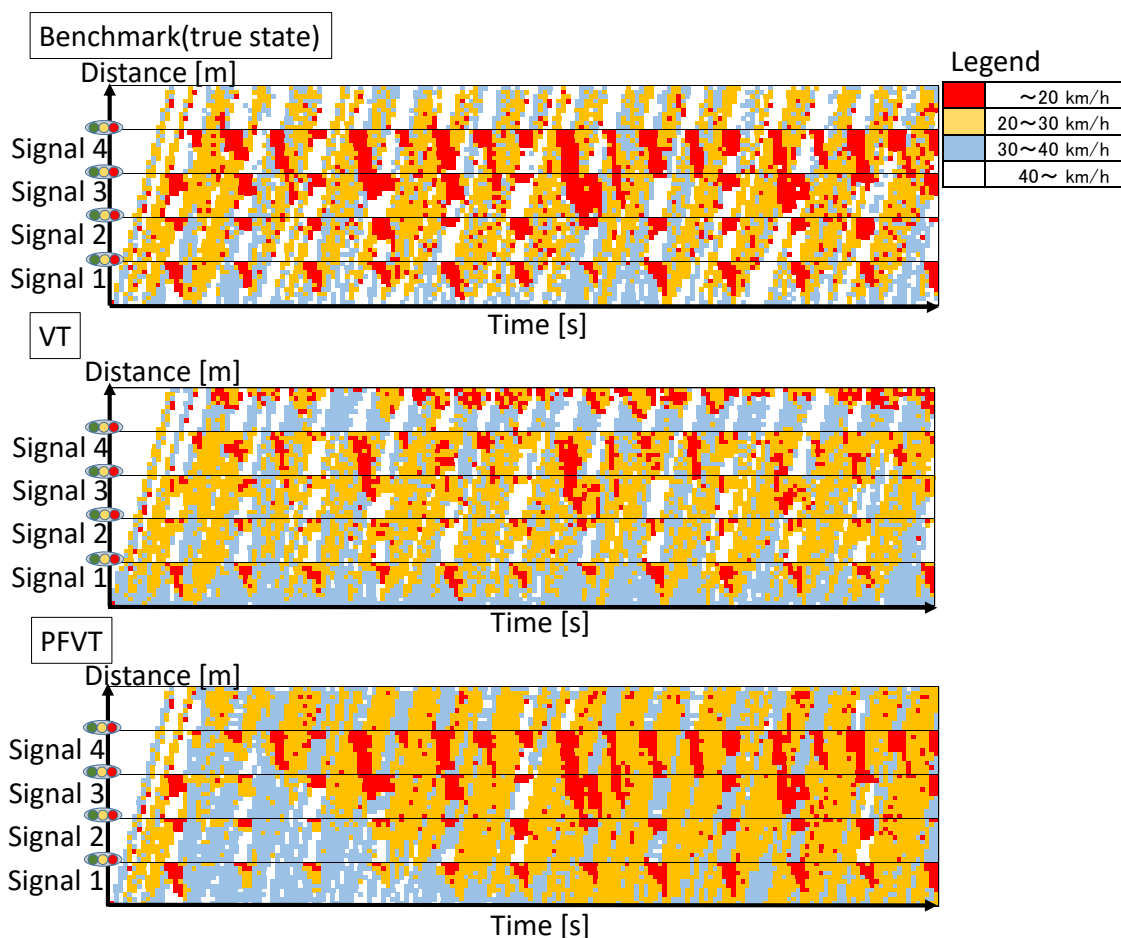 Benchmark(true state)
Distance [m]
Signal 4
Signal 3
Signal 2
Signal 1
Time [s]
Legend
~20 km/h
20~30 km/h
30~40 km/h
40~ km/h
VT
Distance [m]
Signal 4
Signal 3
Signal 2
Signal 1
Time [s]
PFVT
Distance [m]
Signal 4
Signal 3
Signal 2
Signal 1
Time [s]